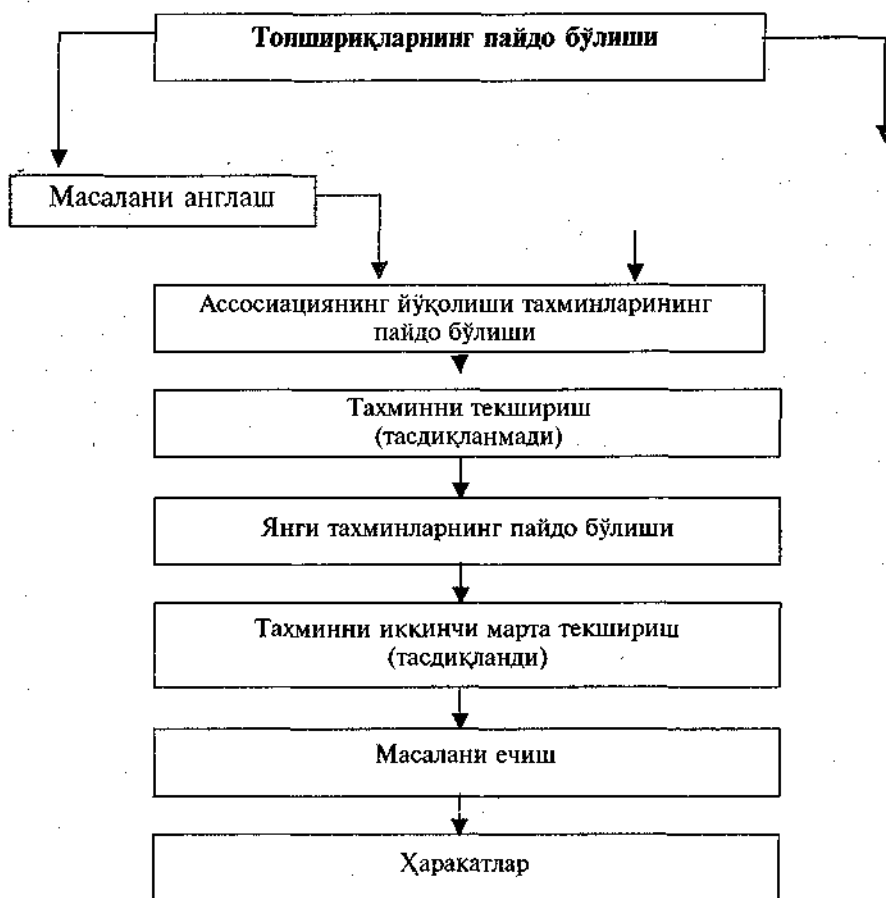 Топшириқларнинг пайдо бўлиши
Масалани англаш
Ассосиациянинг йўқолиши тахминларининг
пайдо бўлиши
Тахминни текшириш
(тасдиқланмади)
Янги тахминларнинг пайдо бўлиши
Тахминни иккинчи марта текшириш
(тасдиқланди)
Масалани ечиш
Ҳаракатлар